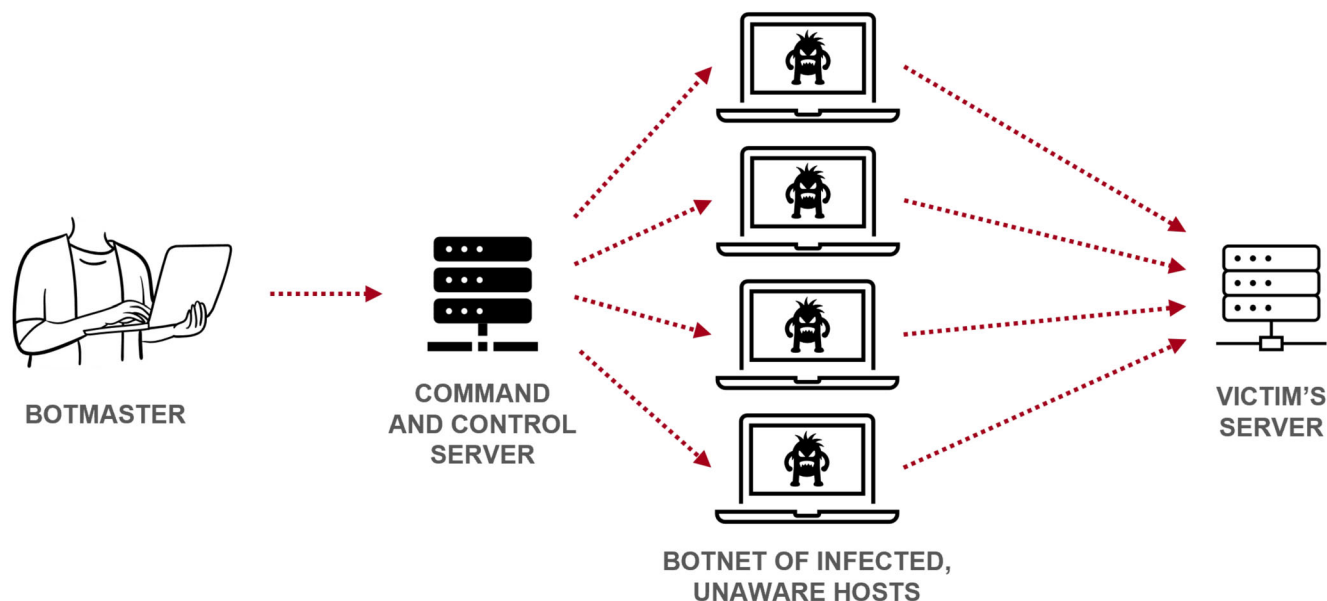 BOTMASTER
COMMAND
AND CONTROL
SERVER
BOTNET OF INFECTED,
UNAWARE HOSTS
VICTIM’S
SERVER